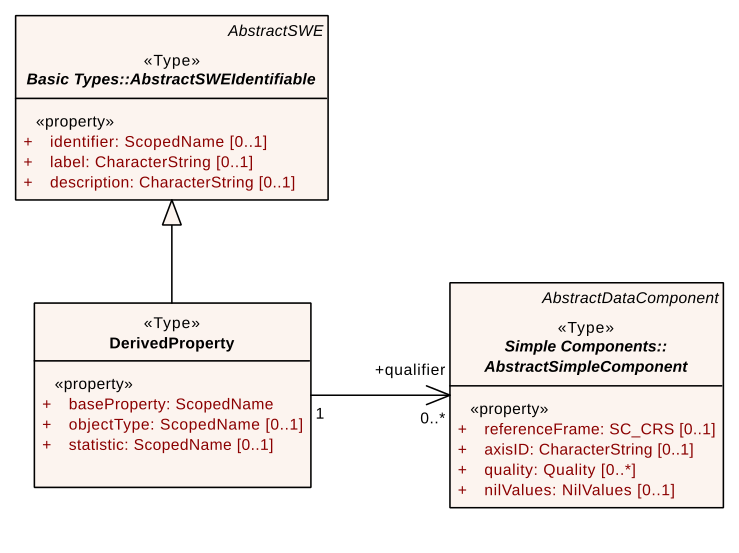 AbstractSWE
«Type»
Basic Types::AbstractSWEIdentifiable
«property»
+ identifier: ScopedName [0..1]
+ label: CharacterString [0..1]
+ description: CharacterString [0..1]
«Type»
DerivedProperty
«property»
+ baseProperty: ScopedName
+ objectType: ScopedName [0..1]
+ statistic: ScopedName [0..1]
+qualifier
1
0..*
AbstractDataComponent
«Type»
Simple Components::
AbstractSimpleComponent
«property»
+ referenceFrame: SC_CRS [0..1]
+ axisID: CharacterString [0..1]
+ quality: Quality [0..*]
+ nilValues: NilValues [0..1]